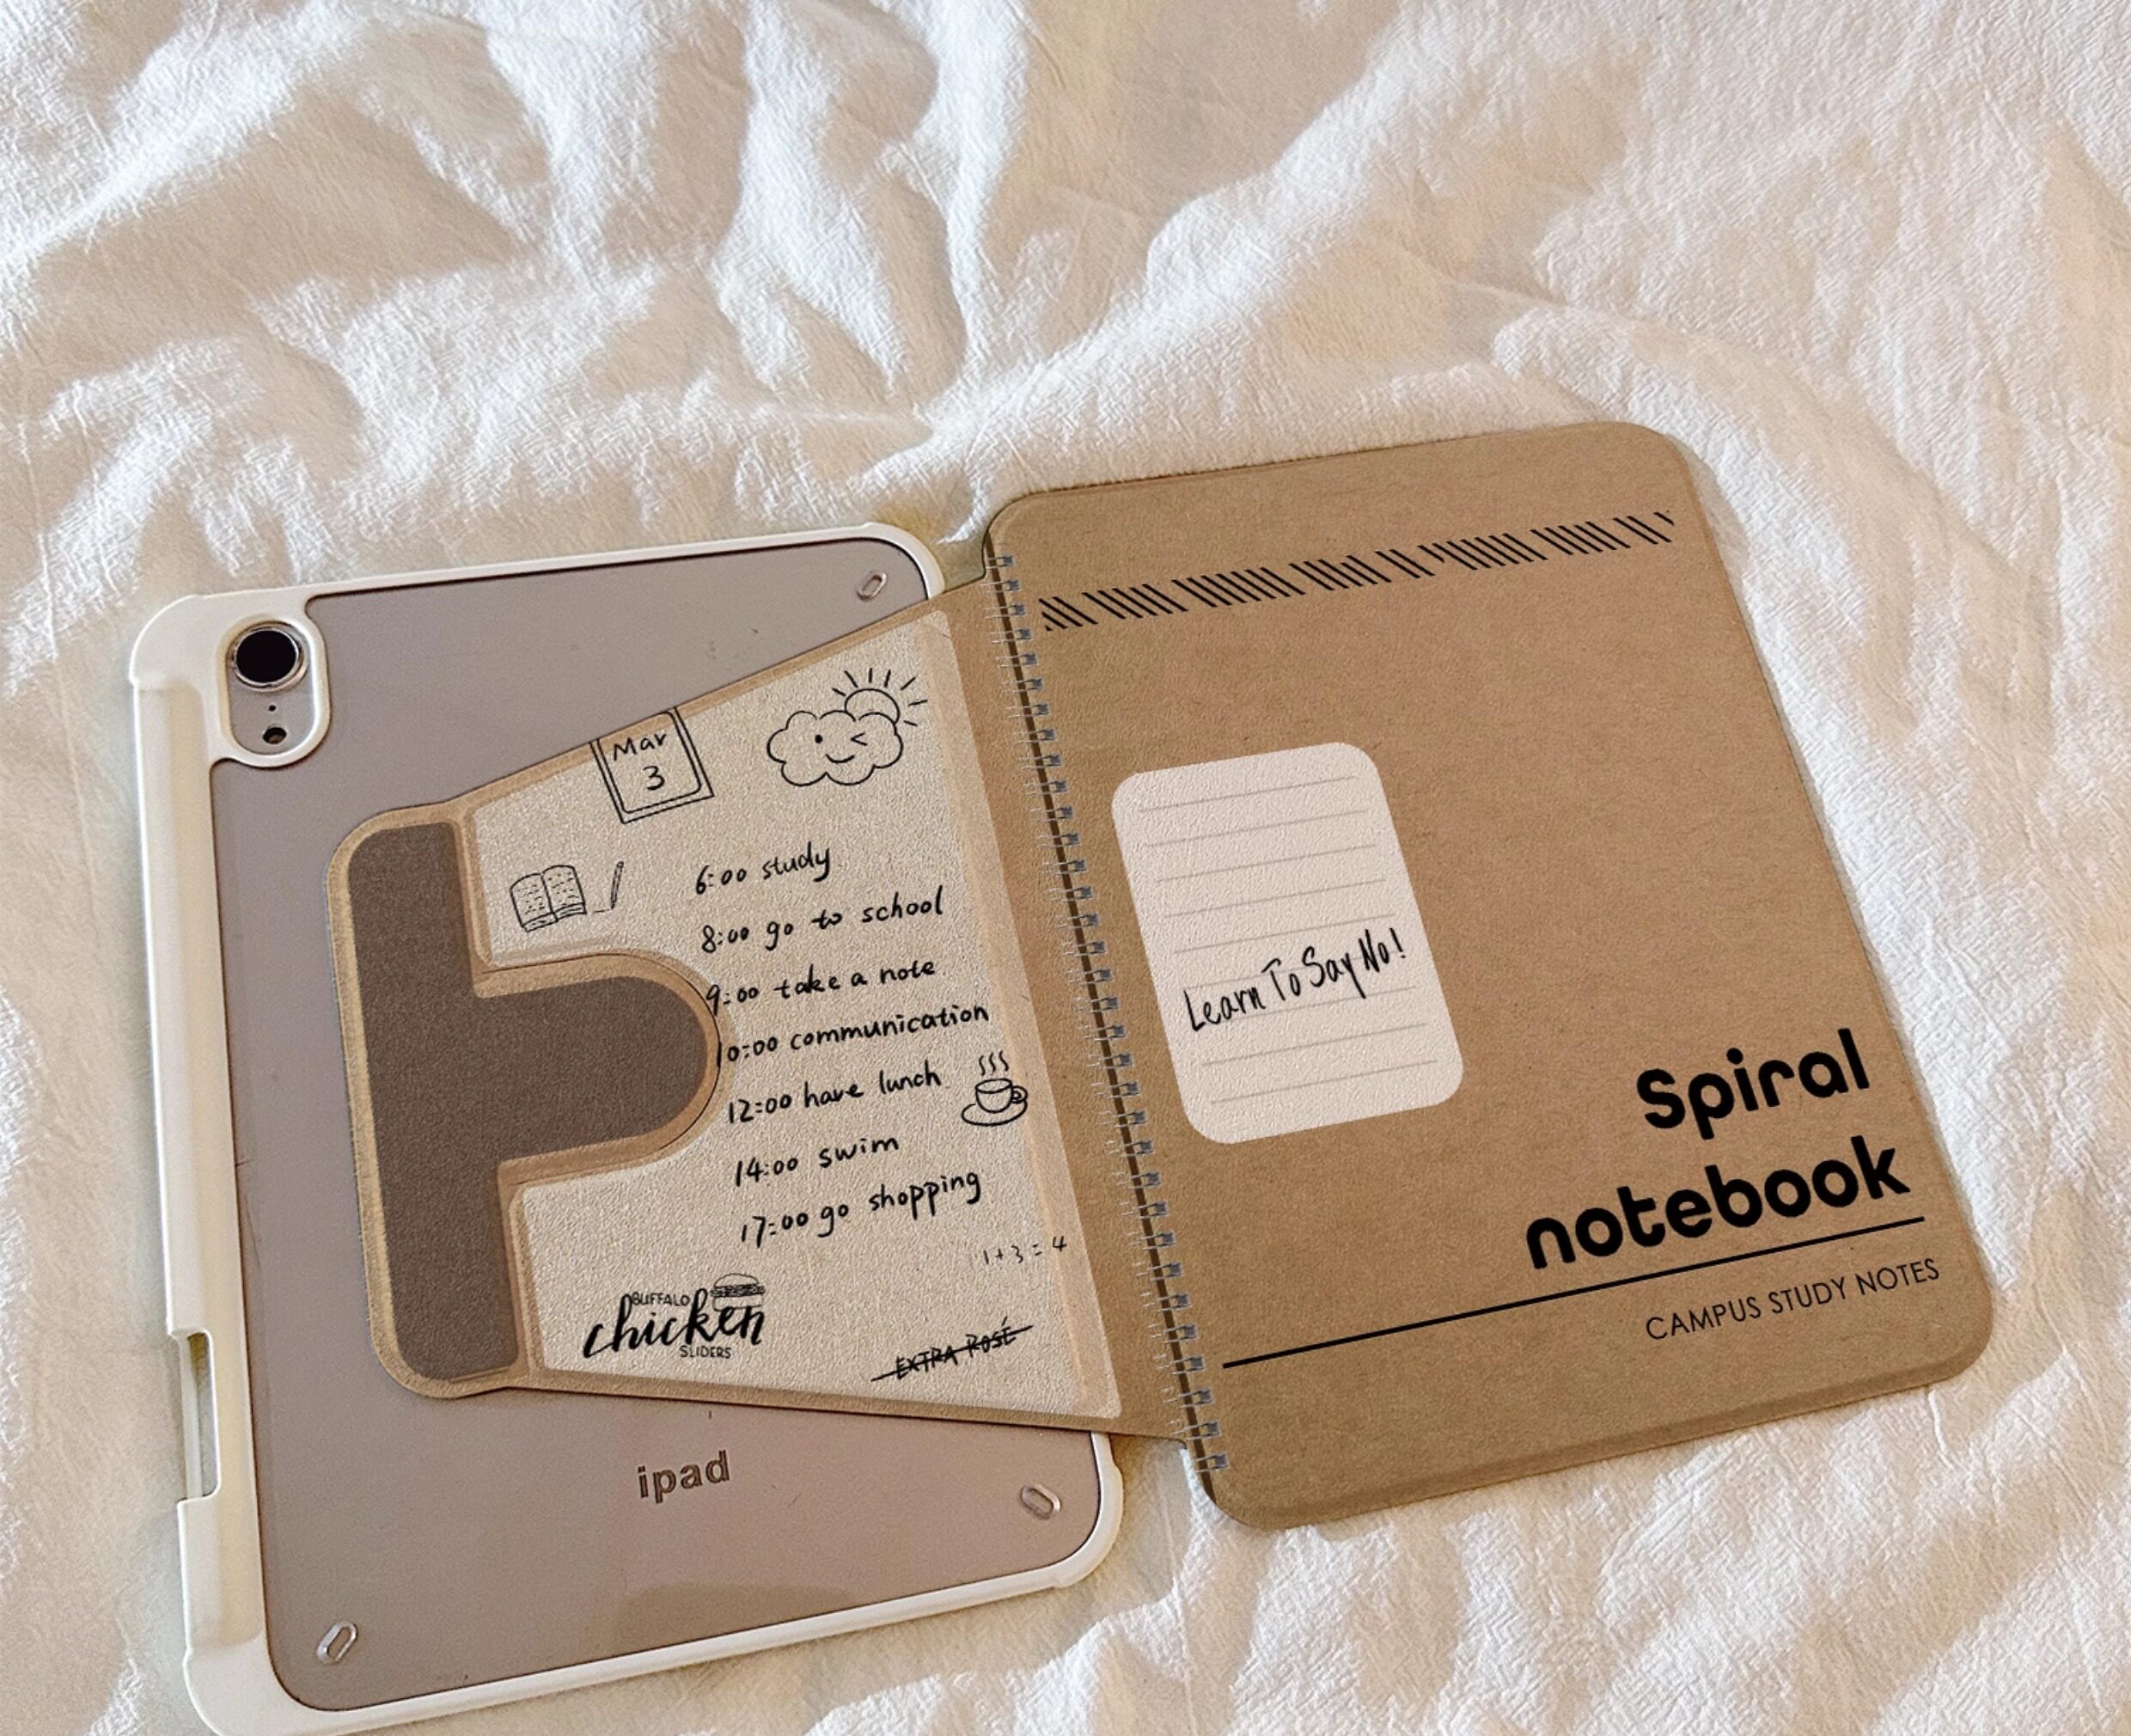 Mar
3
6:00 study
8:00 go to school
9:00 take a note
10:00 communication
12:00 have lunch
14:00 swim
17:00 go shopping
1+3=4
BUFFALO
chicken
SLIDERS
EXTRA ROSÉ
ipad
Learn To Say No!
Spiral
notebook
CAMPUS STUDY NOTES